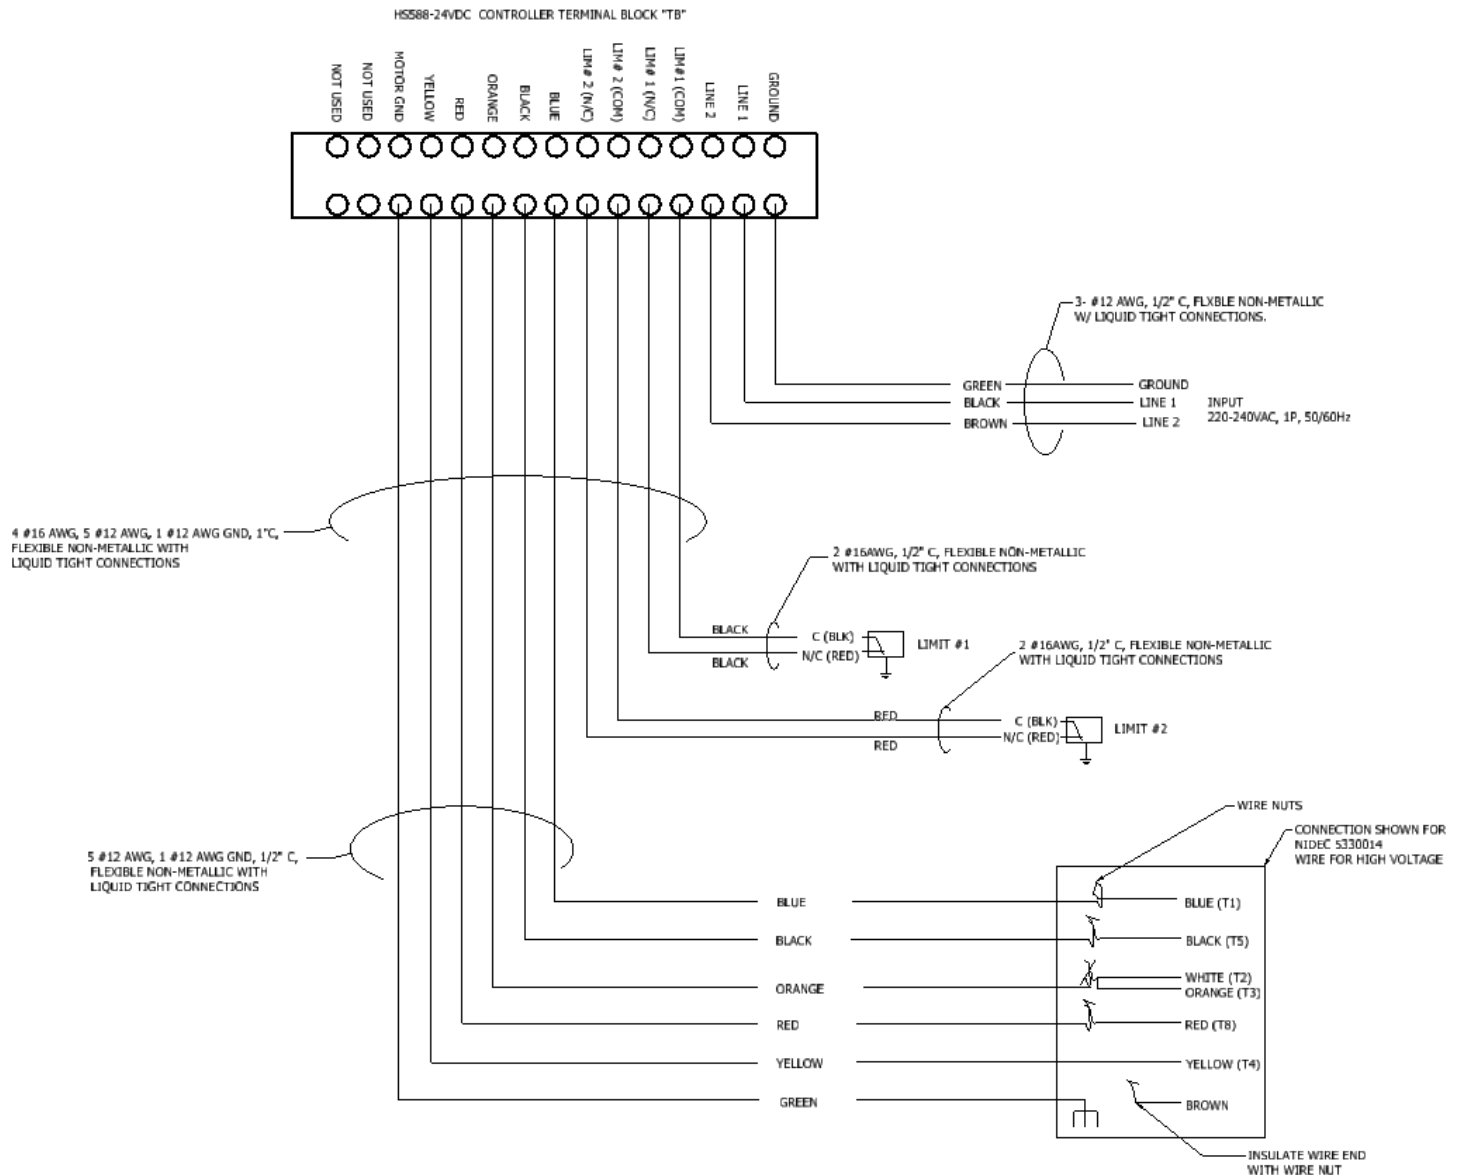 HS588-24VDC CONTROLLER TERMINAL BLOCK "TB"
NOT USED
NOT USED
MOTOR GND
YELLOW
RED
ORANGE
BLACK
BLUE
LIM# 2 (N/C)
LIM# 2 (COM)
LIM# 1 (N/C)
LIM#1 (COM)
LINE 2
LINE 1
GROUND
3- #12 AWG, 1/2" C, FLXBLE NON-METALLIC
W/ LIQUID TIGHT CONNECTIONS.
GREEN
GROUND
BLACK
LINE 1
INPUT
BROWN
LINE 2
220-240VAC, 1P, 50/60Hz
4 #16 AWG, 5 #12 AWG, 1 #12 AWG GND, 1"C,
FLEXIBLE NON-METALLIC WITH
LIQUID TIGHT CONNECTIONS
2 #16AWG, 1/2" C, FLEXIBLE NON-METALLIC
WITH LIQUID TIGHT CONNECTIONS
BLACK
C (BLK)
BLACK
N/C (RED)
LIMIT #1
2 #16AWG, 1/2" C, FLEXIBLE NON-METALLIC
WITH LIQUID TIGHT CONNECTIONS
RED
C (BLK)
RED
N/C (RED)
LIMIT #2
WIRE NUTS
CONNECTION SHOWN FOR
NIDEC 5330014
WIRE FOR HIGH VOLTAGE
5 #12 AWG, 1 #12 AWG GND, 1/2" C,
FLEXIBLE NON-METALLIC WITH
LIQUID TIGHT CONNECTIONS
BLUE
BLUE (T1)
BLACK
BLACK (T5)
ORANGE
WHITE (T2)
ORANGE (T3)
RED
RED (T8)
YELLOW
YELLOW (T4)
GREEN
BROWN
INSULATE WIRE END
WITH WIRE NUT